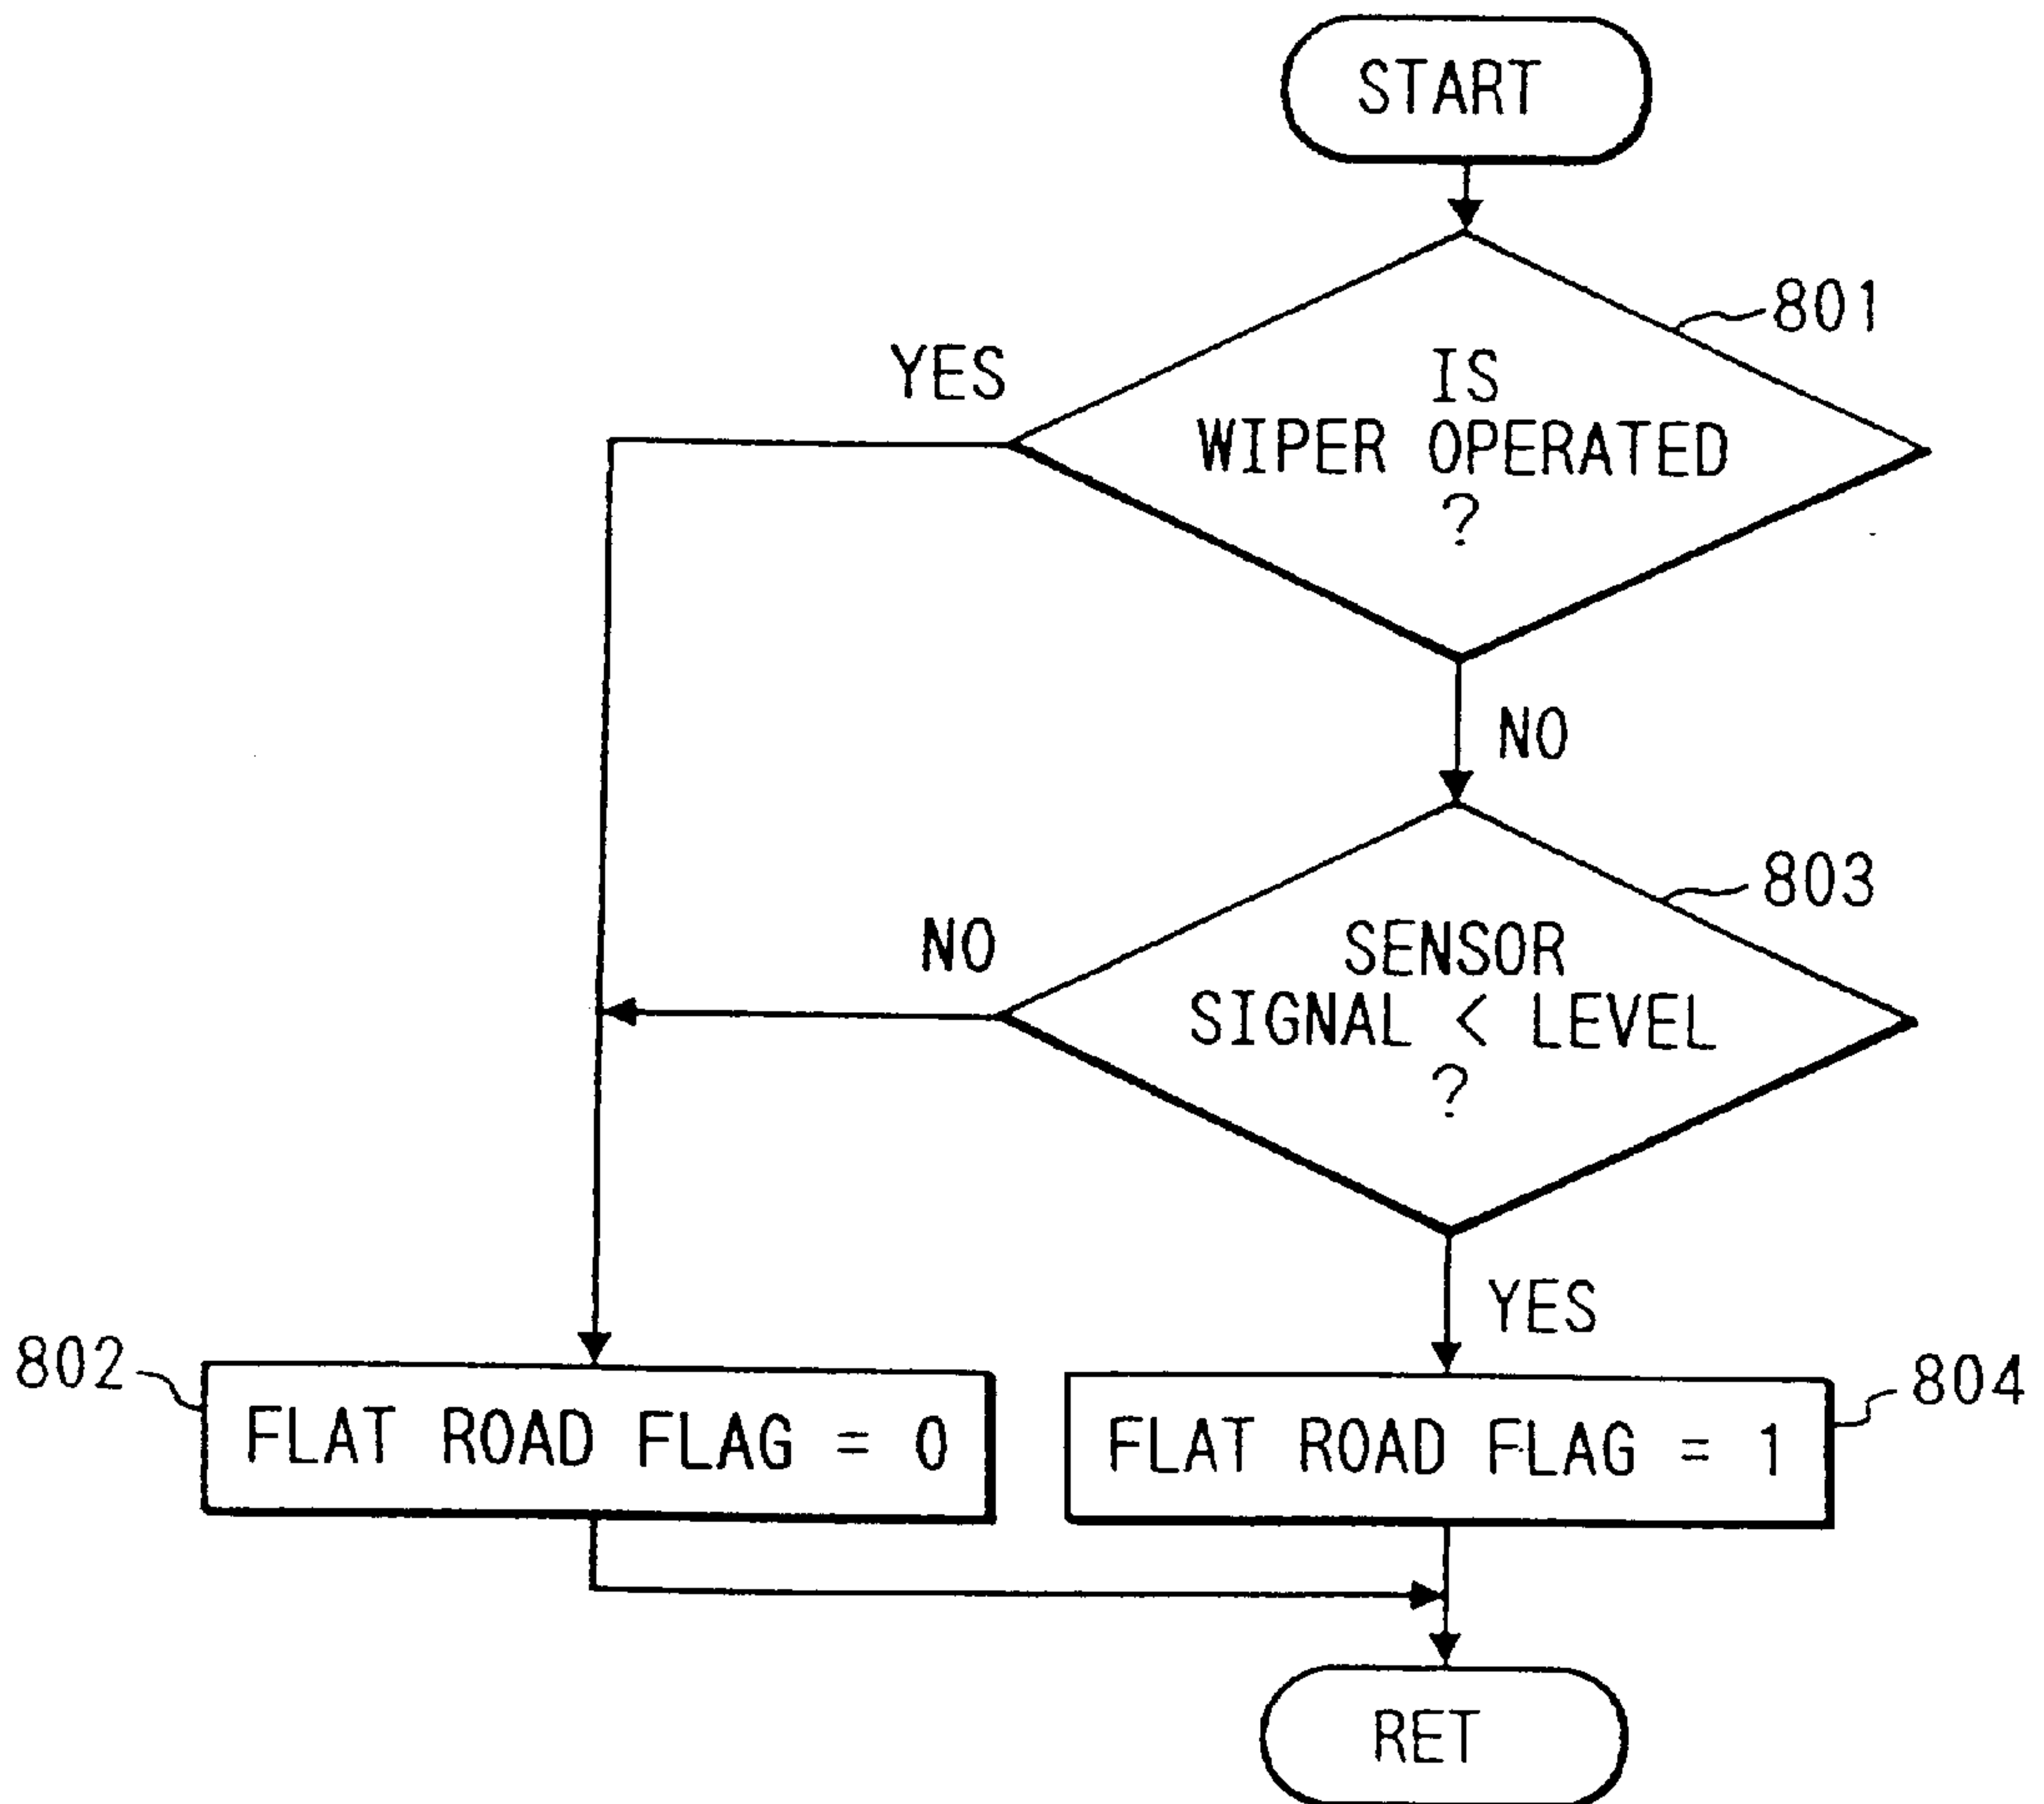 START
801
YES
IS
WIPER OPERATED
?
NO
803
NO
SENSOR
SIGNAL < LEVEL
?
YES
802
FLAT ROAD FLAG = 0
804
FLAT ROAD FLAG = 1
RET